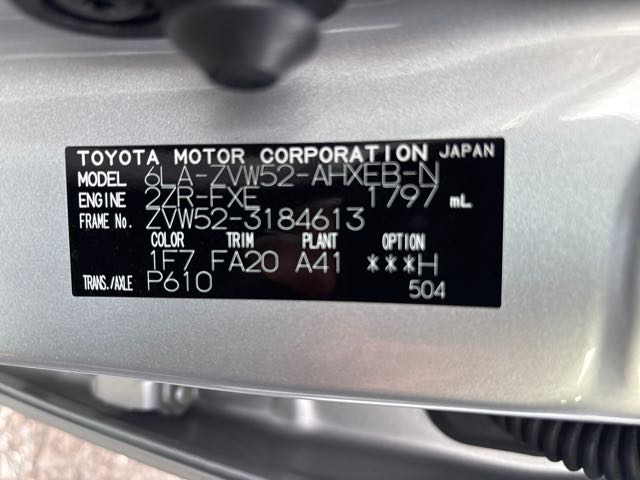 TOYOTA MOTOR CORPORATION JAPAN
MODEL 6LA-ZVW52-AHXEB-N
ENGINE 2ZR-FXE 1797 mL
FRAME No. ZVW52-3184613
COLOR TRIM PLANT OPTION
1F7 FA20 A41 ***H
TRANS./AXLE P610 504